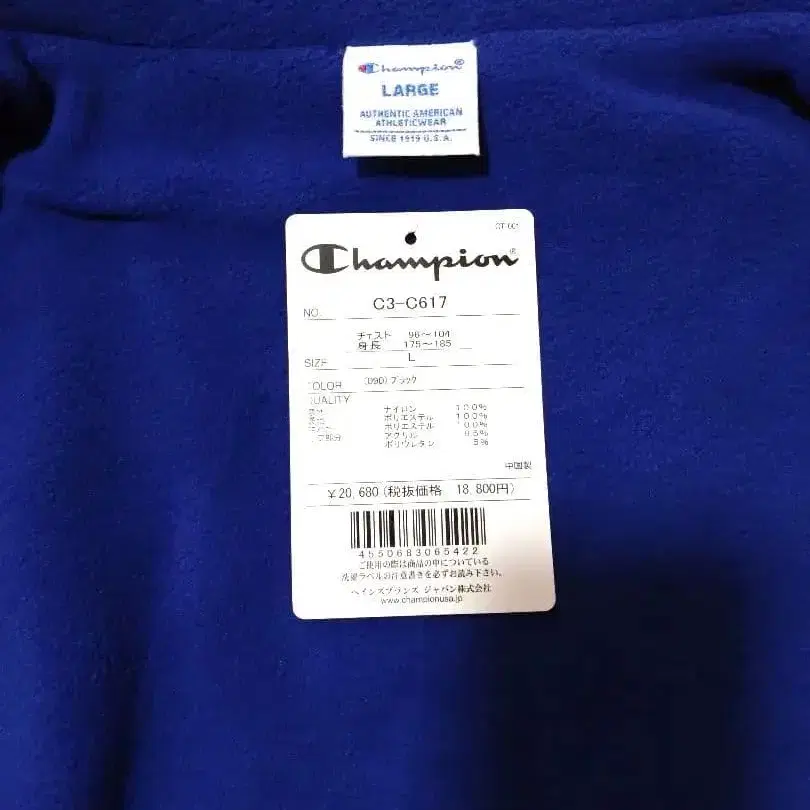 Champion®
LARGE
AUTHENTIC AMERICAN
ATHLETICWEAR
SINCE 1919 U.S.A.
Champion®
NO. C3-C617
チェスト 96～104
身長 175～185
SIZE L
COLOR (090)ブラック
QUALITY
ナイロン 100%
ポリエステル 100%
ポリエステル 100%
アクリル 95%
ポリウレタン 5%
中国製
¥20,680(税抜価格 18,800円)
4550683065422
ご使用の際は商品の中についている
洗濯ラベルの注意書きを必ずお読み下さい。
ヘインズブランズ ジャパン株式会社
www.championusa.jp